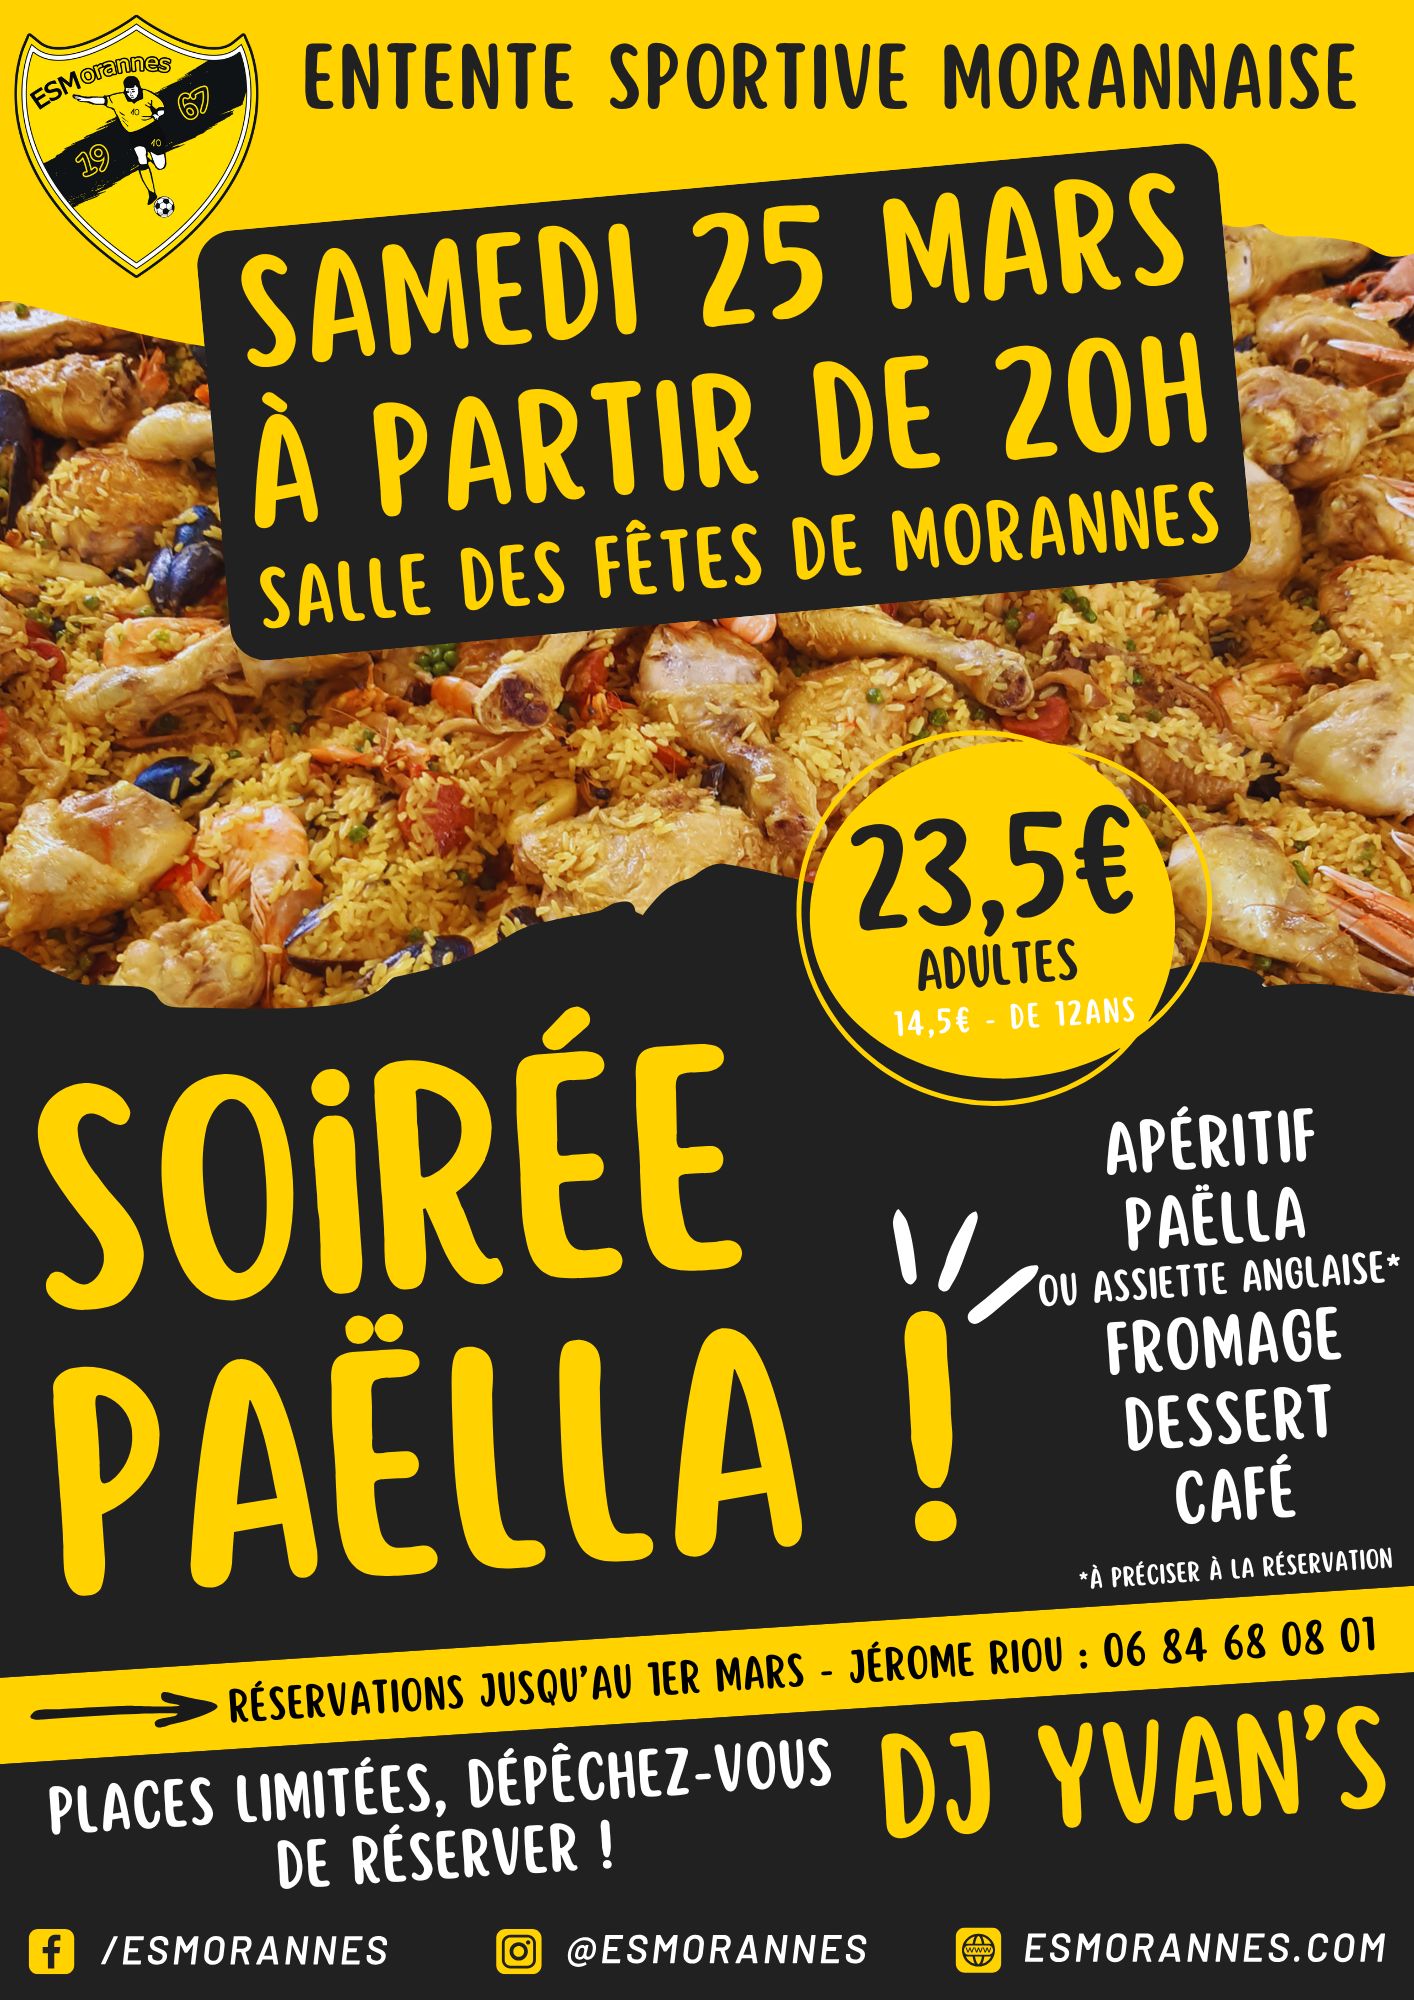 ESMorannes
19
67
10
10
ENTENTE SPORTIVE MORANNAISE
SAMEDI 25 MARS
À PARTIR DE 20H
SALLE DES FÊTES DE MORANNES
23,5€
ADULTES
14,5€ - DE 12ANS
SOiRÉE
PAËLLA !
APÉRITIF
PAËLLA
OU ASSIETTE ANGLAISE*
FROMAGE
DESSERT
CAFÉ
*À PRÉCISER À LA RÉSERVATION
RÉSERVATIONS JUSQU'AU 1ER MARS - JÉROME RIOU : 06 84 68 08 01
PLACES LIMITÉES, DÉPÊCHEZ-VOUS
DE RÉSERVER !
DJ YVAN'S
/ESMORANNES
@ESMORANNES
WWW
ESMORANNES.COM